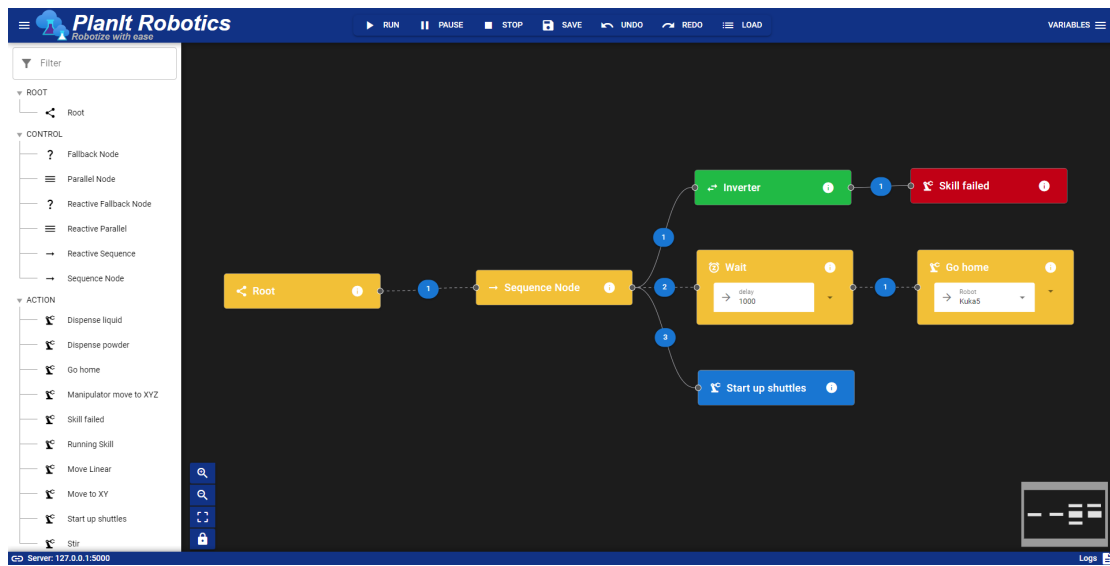 PlanIt Robotics
Robotize with ease
RUN
PAUSE
STOP
SAVE
UNDO
REDO
LOAD
VARIABLES
Filter
ROOT
Root
CONTROL
? Fallback Node
Parallel Node
? Reactive Fallback Node
Reactive Parallel
→ Reactive Sequence
→ Sequence Node
ACTION
Dispense liquid
Dispense powder
Go home
Manipulator move to XYZ
Skill failed
Running Skill
Move Linear
Move to XY
Start up shuttles
Stir
Root
1
→ Sequence Node
1
2
3
Inverter
1
Skill failed
Wait
delay
1000
1
Go home
Robot
Kuka5
Start up shuttles
Server: 127.0.0.1:5000
Logs